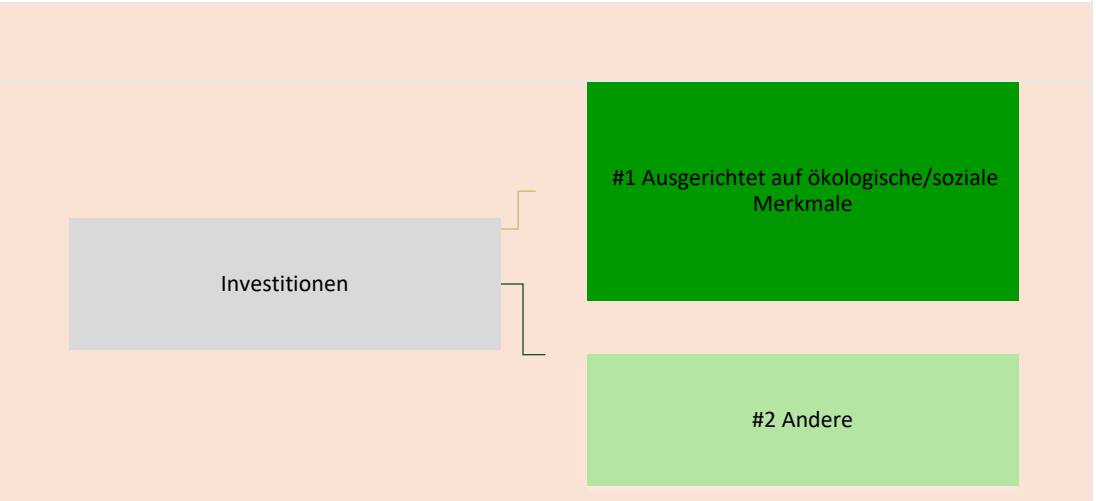 #1 Ausgerichtet auf ökologische/soziale
Merkmale
Investitionen
#2 Andere